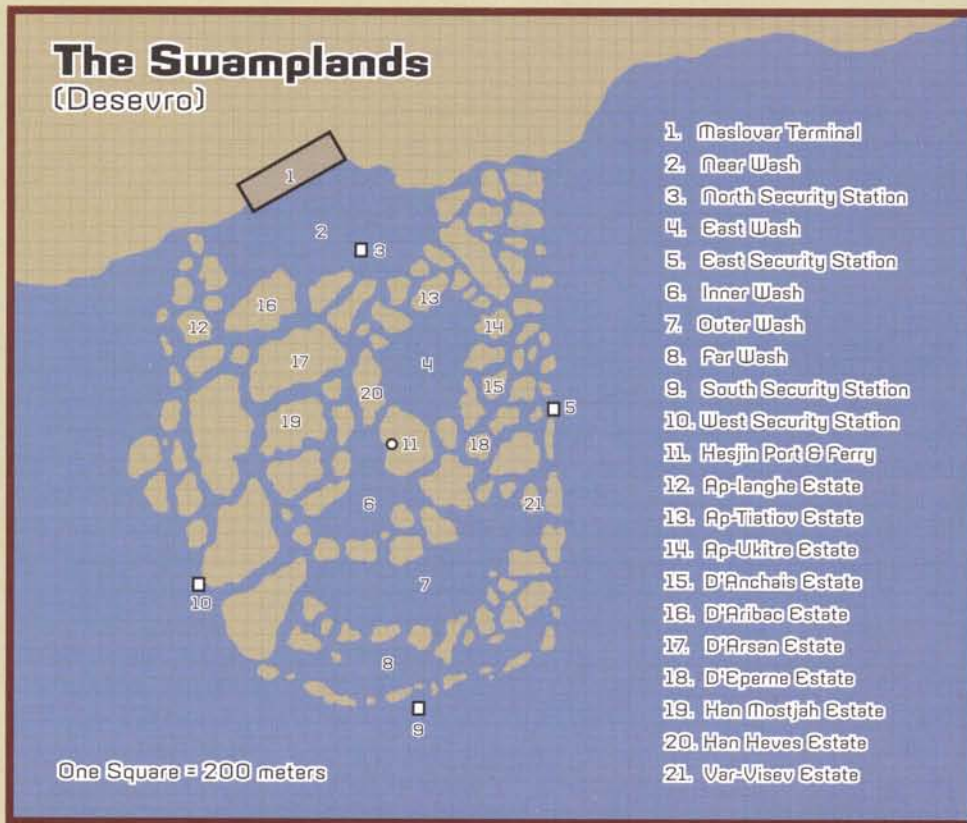 The Swamplands
(Desevro)
1. Maslovar Terminal
2. Near Wash
3. North Security Station
4. East Wash
5. East Security Station
6. Inner Wash
7. Outer Wash
8. Far Wash
9. South Security Station
10. West Security Station
11. Hesjin Port & Ferry
12. Ap-Ianghe Estate
13. Ap-Tiatiov Estate
14. Ap-Ukitre Estate
15. D'Anchais Estate
16. D'Aribac Estate
17. D'Arsan Estate
18. D'Eperne Estate
19. Han Mostjah Estate
20. Han Heves Estate
21. Var-Visev Estate
1
2
3
13
16
12
14
17
4
15
20
5
19
11
18
6
21
7
10
8
9
One Square = 200 meters